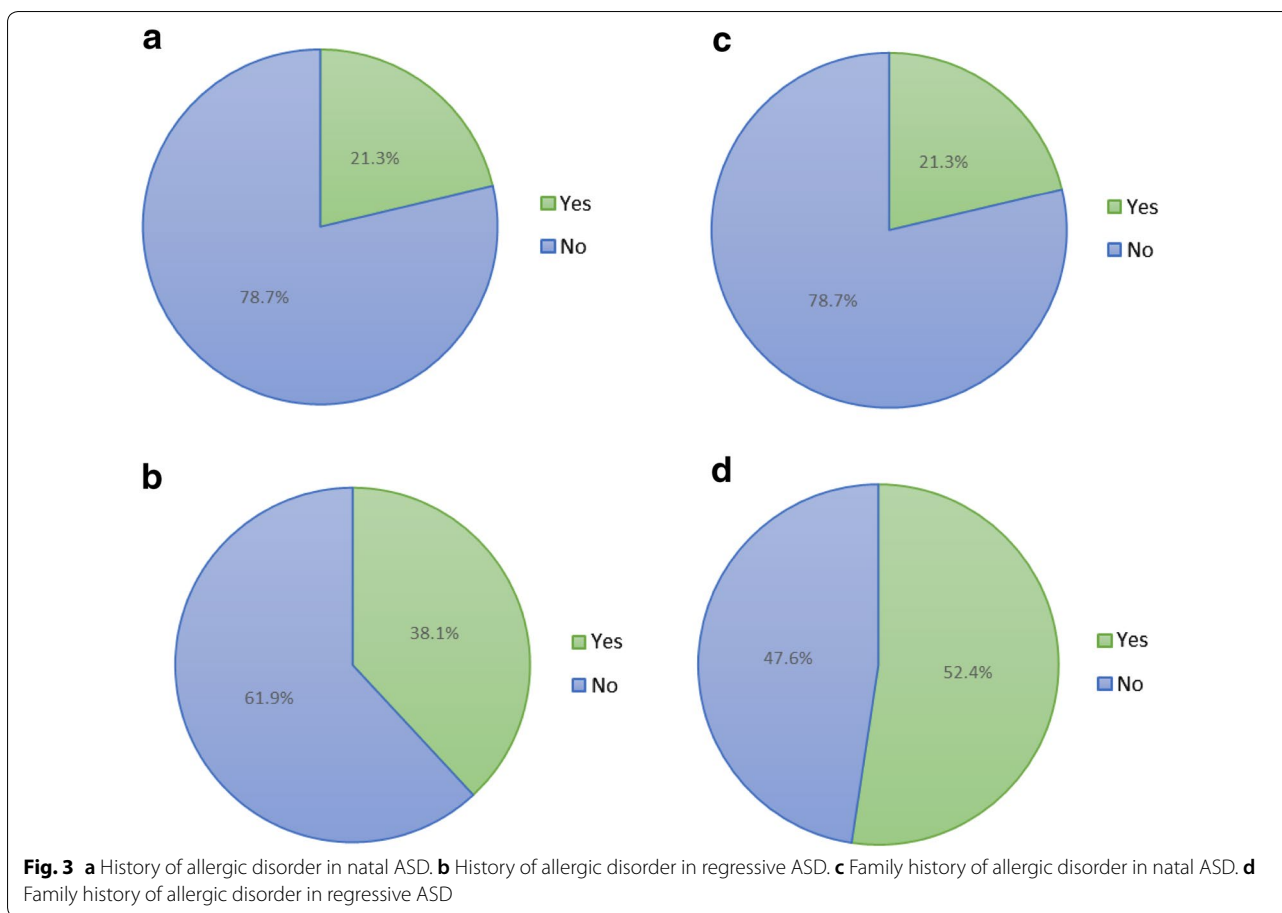 a
21.3%
78.7%
Yes
No
c
21.3%
78.7%
Yes
No
b
38.1%
61.9%
Yes
No
d
47.6%
52.4%
Yes
No
Fig. 3 a History of allergic disorder in natal ASD. b History of allergic disorder in regressive ASD. c Family history of allergic disorder in natal ASD. d
Family history of allergic disorder in regressive ASD